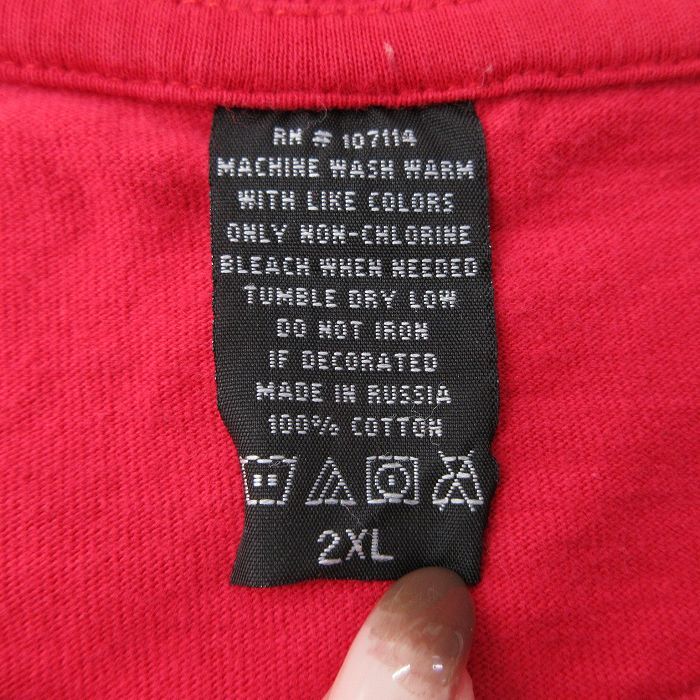 RN # 107114
MACHINE WASH WARM
WITH LIKE COLORS
ONLY NON-CHLORINE
BLEACH WHEN NEEDED
TUMBLE DRY LOW
DO NOT IRON
IF DECORATED
MADE IN RUSSIA
100% COTTON
2XL